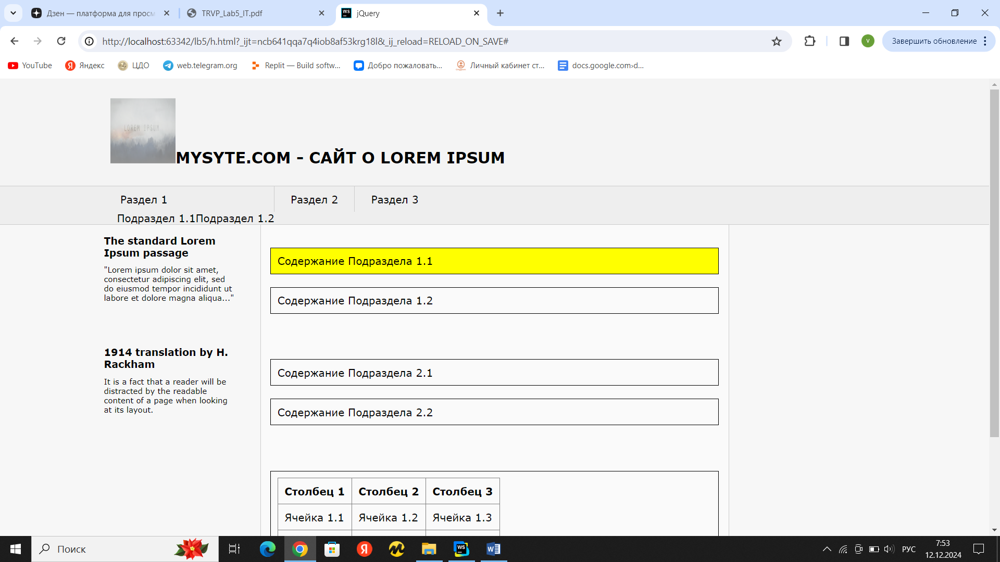 Дзен — платформа для просм
TRVP_Lab5_IT.pdf
jQuery
http://localhost:63342/lb5/h.html?_ijt=ncb641qqa7q4iob8af53krg18l&_ij_reload=RELOAD_ON_SAVE#
V
Завершить обновление
YouTube
Яндекс
ЦДО
web.telegram.org
Replit — Build softw...
Добро пожаловать...
Личный кабинет ст...
docs.google.com›d...
LOREM IPSUM
MYSYTE.COM - САЙТ О LOREM IPSUM
Раздел 1
Раздел 2
Раздел 3
Подраздел 1.1Подраздел 1.2
The standard Lorem
Ipsum passage
"Lorem ipsum dolor sit amet,
consectetur adipiscing elit, sed
do eiusmod tempor incididunt ut
labore et dolore magna aliqua..."
1914 translation by H.
Rackham
It is a fact that a reader will be
distracted by the readable
content of a page when looking
at its layout.
Содержание Подраздела 1.1
Содержание Подраздела 1.2
Содержание Подраздела 2.1
Содержание Подраздела 2.2
Столбец 1 Столбец 2 Столбец 3
Ячейка 1.1 Ячейка 1.2 Ячейка 1.3
Поиск
РУС
7:53
12.12.2024